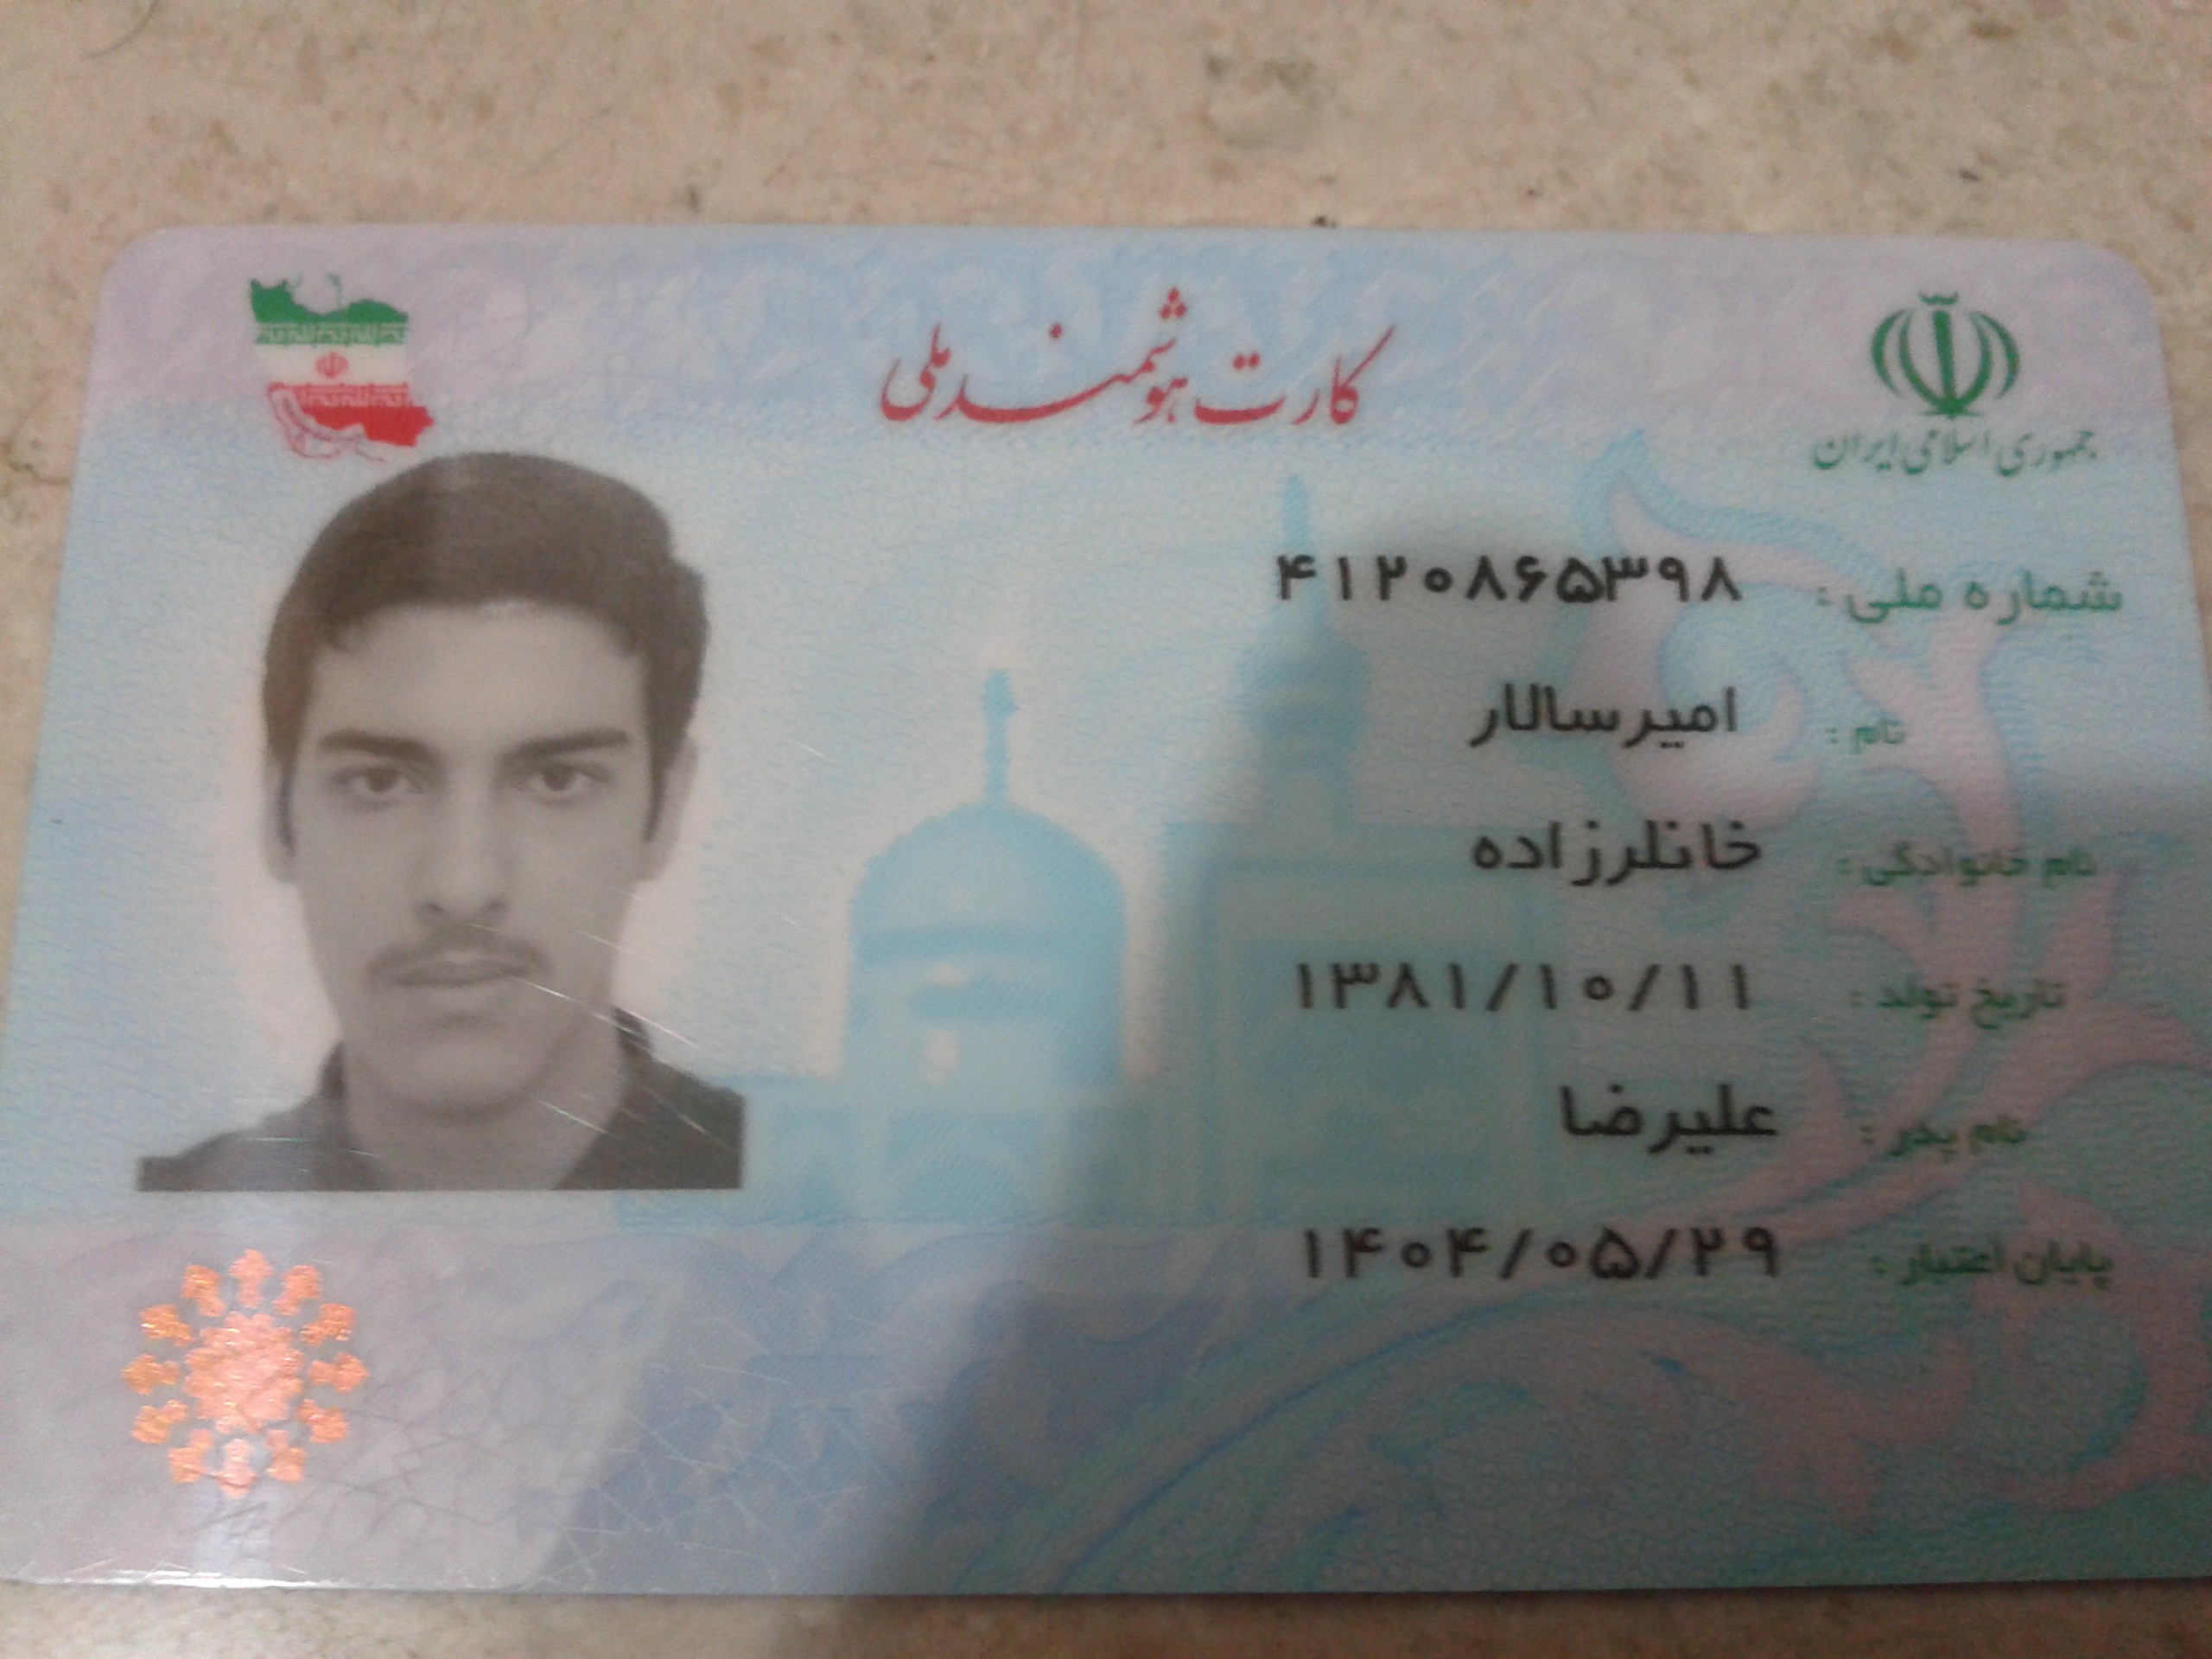 کارت هوشمند ملی
جمهوری اسلامی ایران
شماره ملی : ۴۱۲۰۸۶۵۳۹۸
نام : امیرسالار
نام خانوادگی : خانلرزاده
تاریخ تولد : ۱۳۸۱/۱۰/۱۱
نام پدر : علیرضا
پایان اعتبار : ۱۴۰۴/۰۵/۲۹